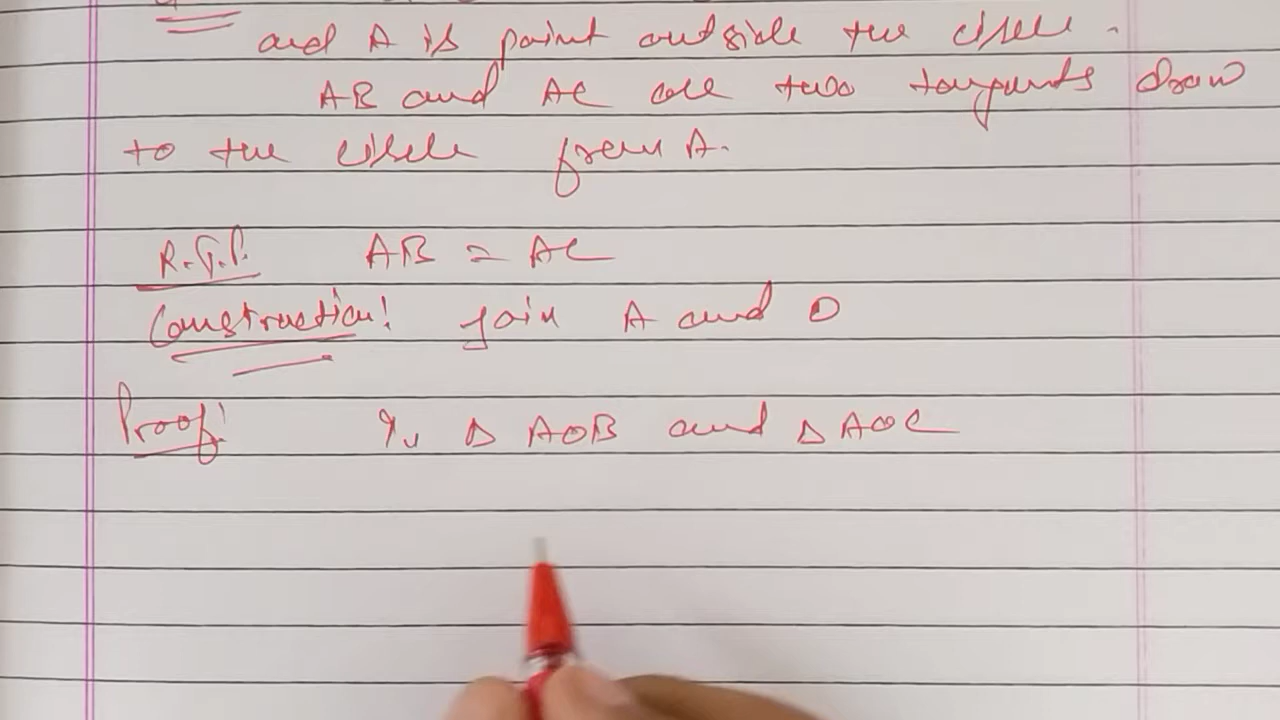 and A is point outside the circle.
AB and AC are two tangents draw
to the circle from A.
R.T.P. AB = AC
Construction: Join A and O
Proof: In △ AOB and △ AOC